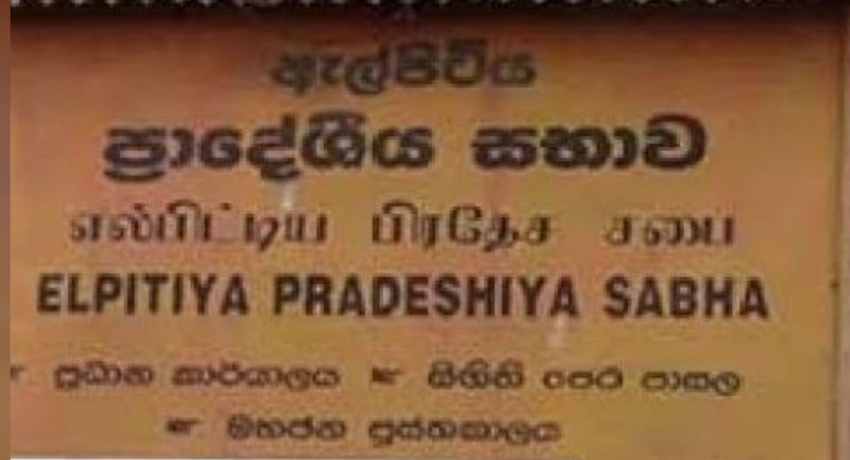 ඇල්පිටිය
ප්‍රාදේශීය සභාව
எல்பிட்டிய பிரதேச சபை
ELPITIYA PRADESHIYA SABHA
☞ ප්‍රධාන කාර්යාලය ☞ සිඟිති පෙර පාසල
☞ මහජන පුස්තකාලය